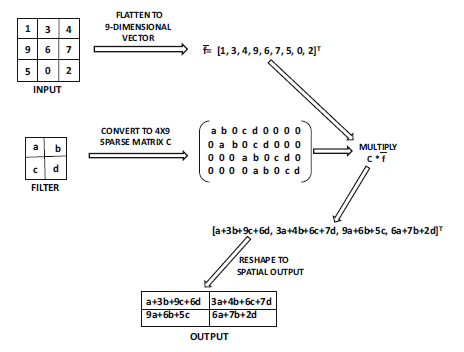 1 3 4
9 6 7
5 0 2
INPUT
FLATTEN TO
9-DIMENSIONAL
VECTOR
f= [1, 3, 4, 9, 6, 7, 5, 0, 2]ᵀ
a b
c d
FILTER
CONVERT TO 4X9
SPARSE MATRIX C
a b 0 c d 0 0 0 0
0 a b 0 c d 0 0 0
0 0 0 a b 0 c d 0
0 0 0 0 a b 0 c d
MULTIPLY
C * f
[a+3b+9c+6d, 3a+4b+6c+7d, 9a+6b+5c, 6a+7b+2d]ᵀ
RESHAPE TO
SPATIAL OUTPUT
a+3b+9c+6d 3a+4b+6c+7d
9a+6b+5c 6a+7b+2d
OUTPUT